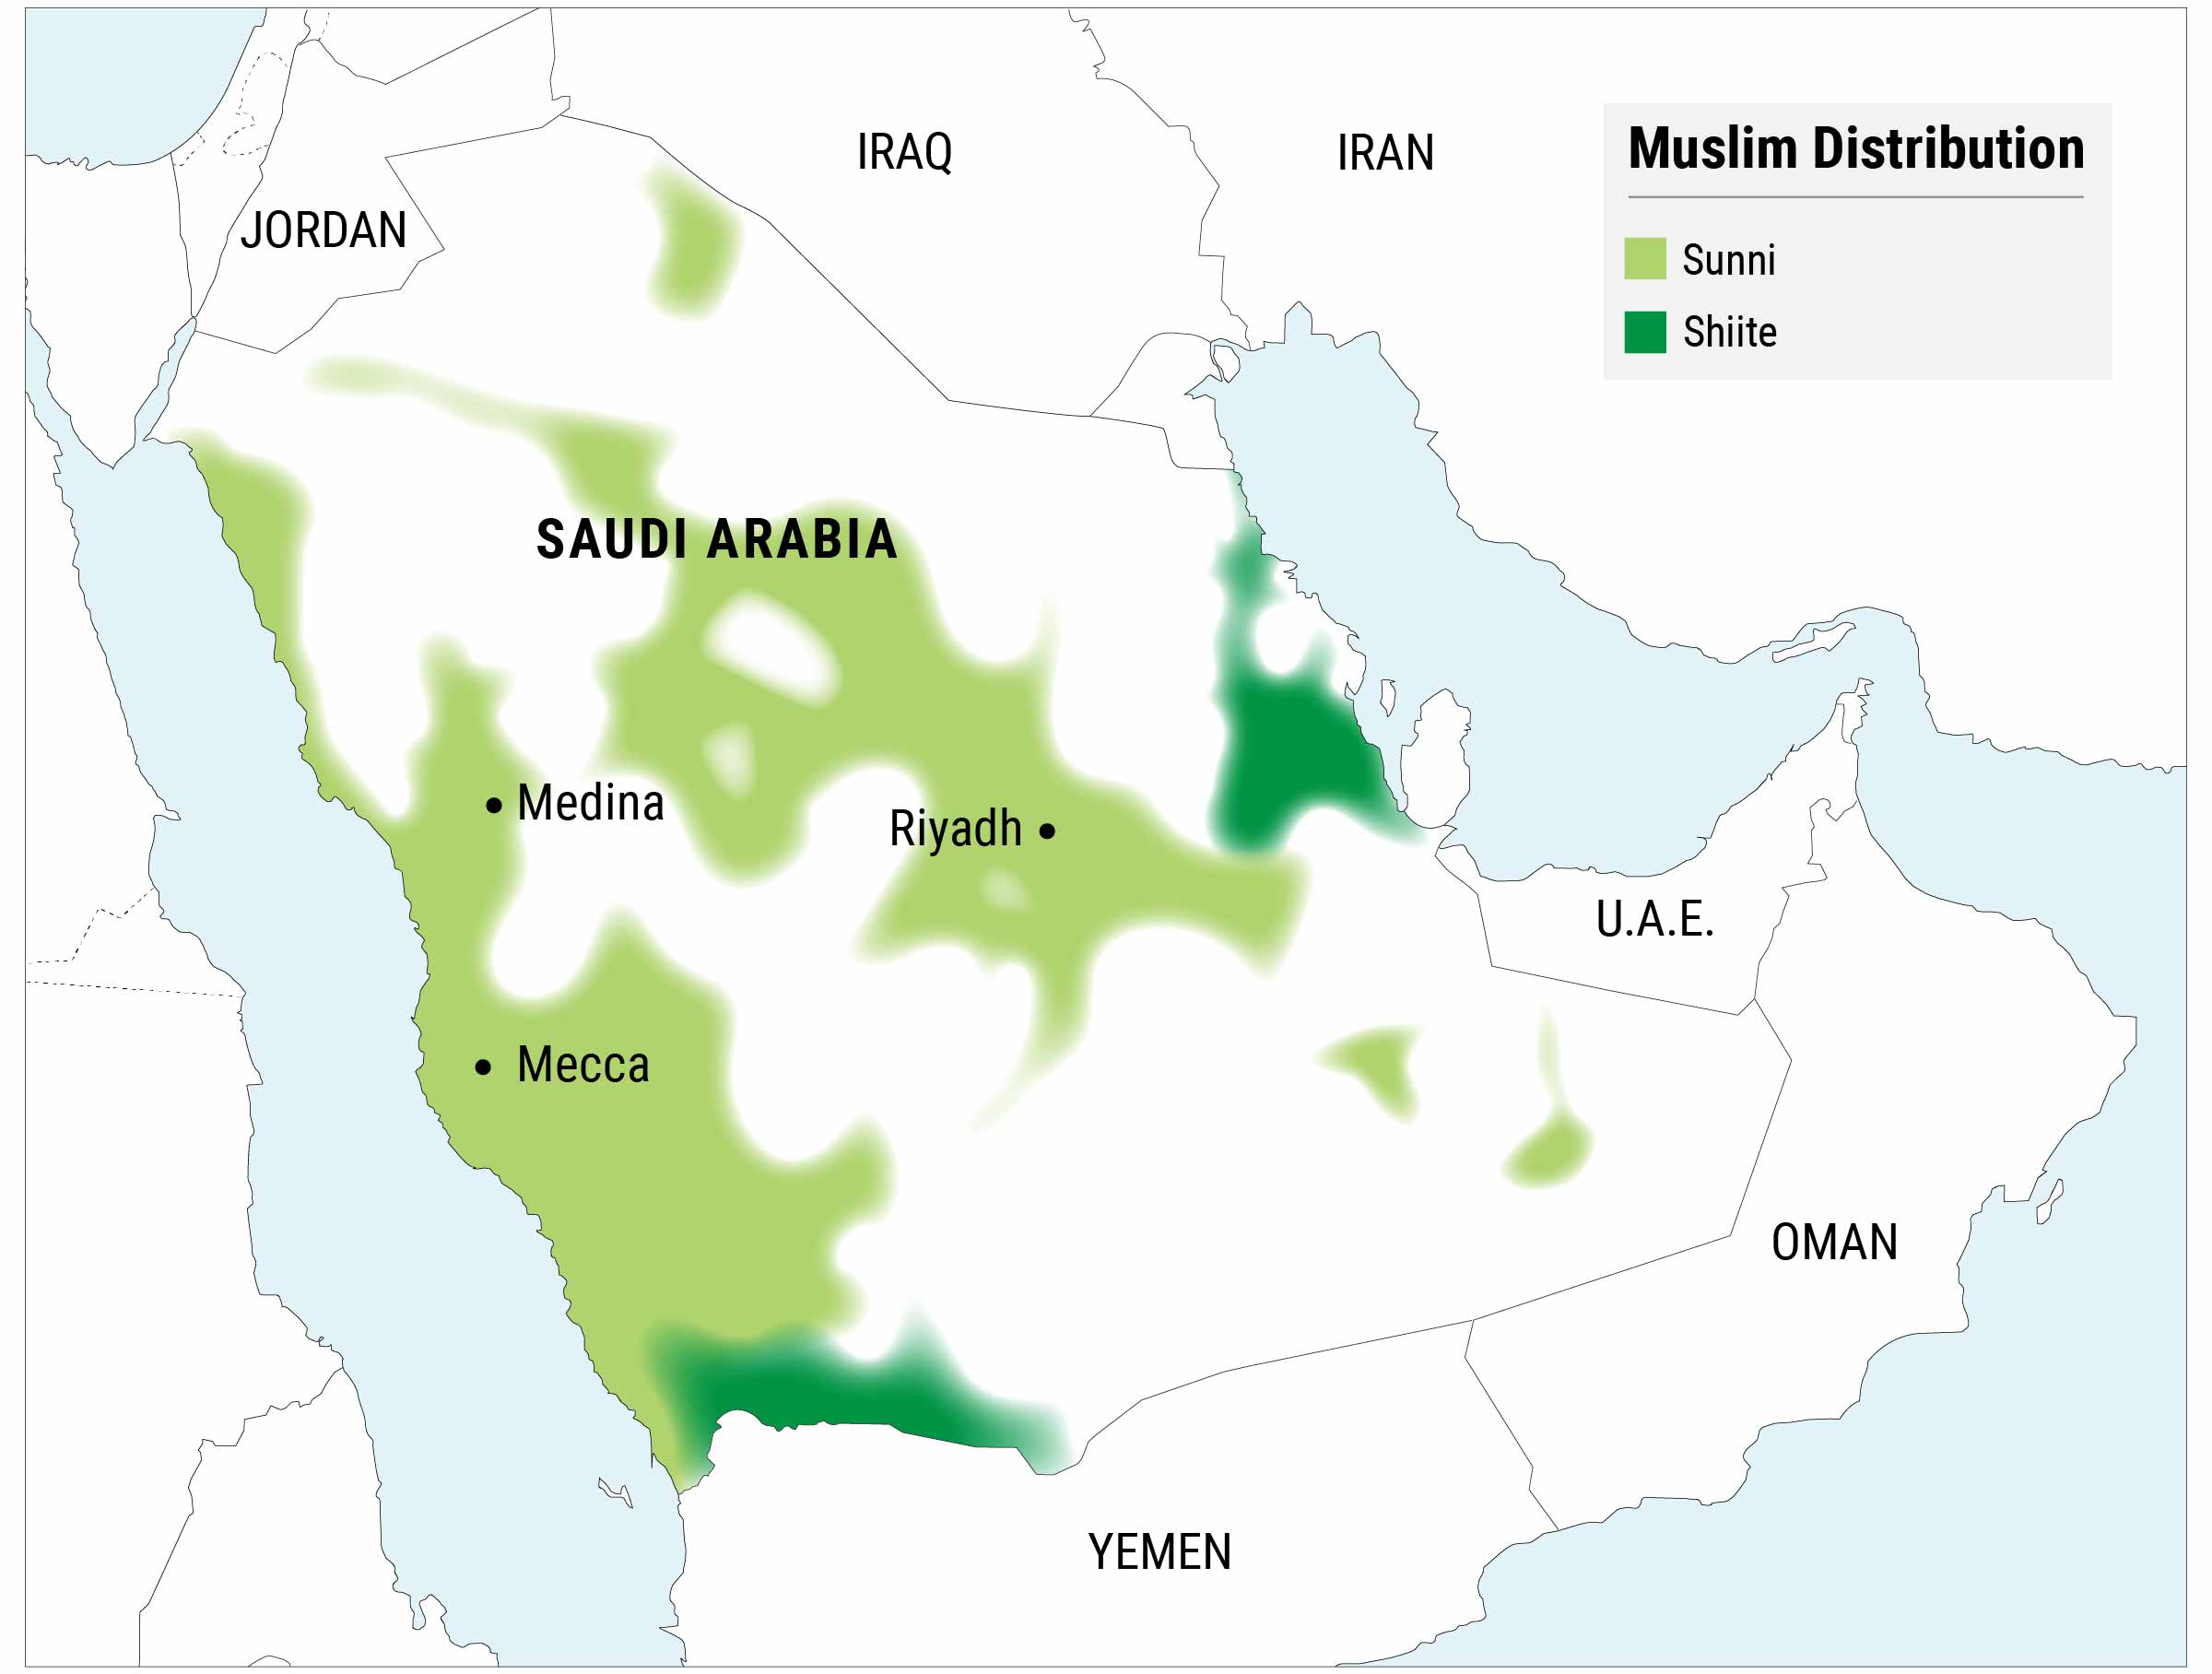 IRAQ
IRAN
Muslim Distribution
JORDAN
Sunni
Shiite
SAUDI ARABIA
Medina
Riyadh
U.A.E.
Mecca
OMAN
YEMEN